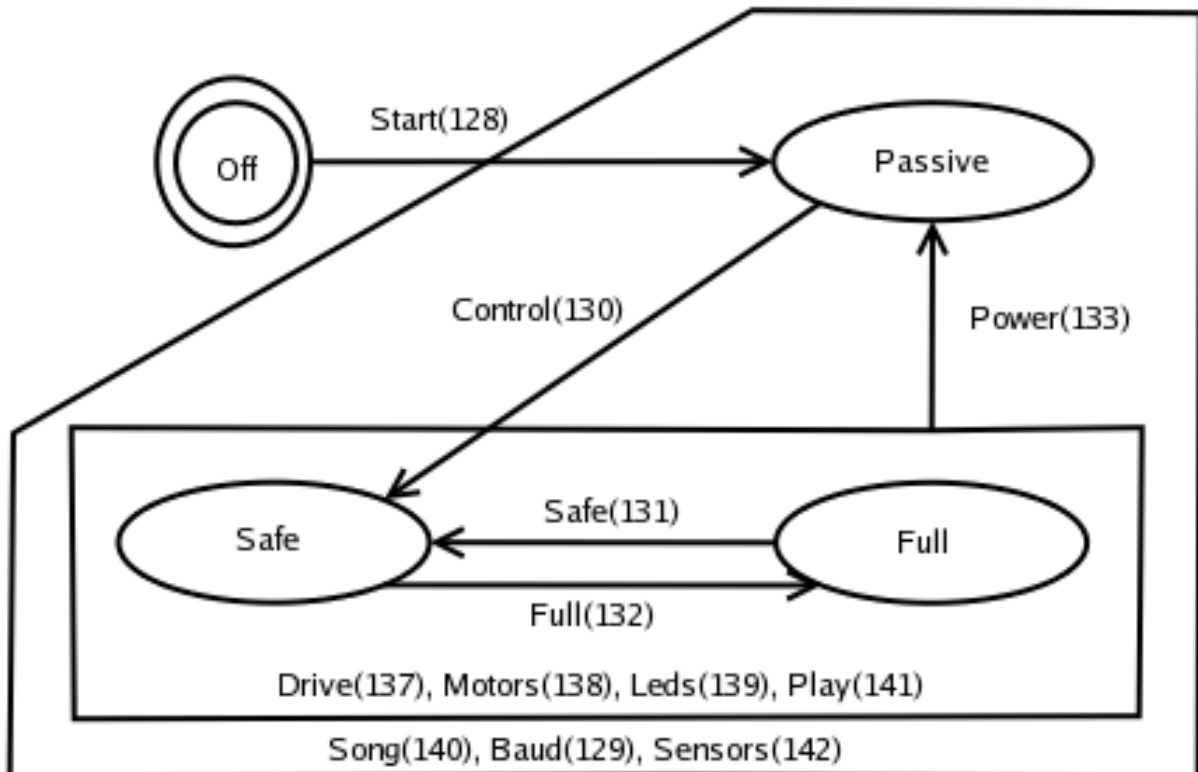 Start(128)
Off
Passive
Control(130)
Power(133)
Safe(131)
Safe
Full
Full(132)
Drive(137), Motors(138), Leds(139), Play(141)
Song(140), Baud(129), Sensors(142)